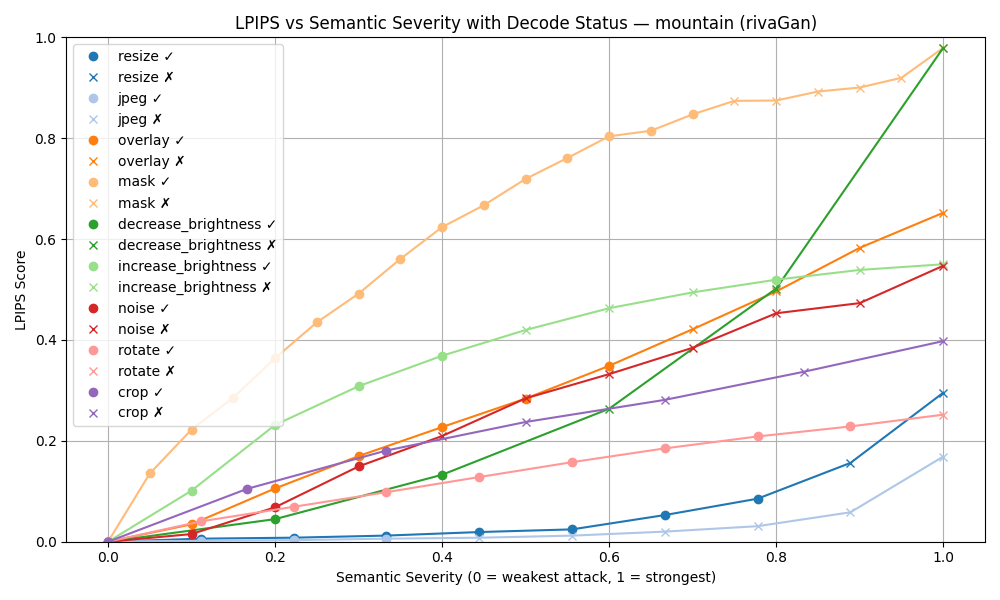 LPIPS vs Semantic Severity with Decode Status — mountain (rivaGan)
1.0
0.8
0.6
0.4
0.2
0.0
LPIPS Score
resize ✓
resize ✗
jpeg ✓
jpeg ✗
overlay ✓
overlay ✗
mask ✓
mask ✗
decrease_brightness ✓
decrease_brightness ✗
increase_brightness ✓
increase_brightness ✗
noise ✓
noise ✗
rotate ✓
rotate ✗
crop ✓
crop ✗
0.0 0.2 0.4 0.6 0.8 1.0
Semantic Severity (0 = weakest attack, 1 = strongest)